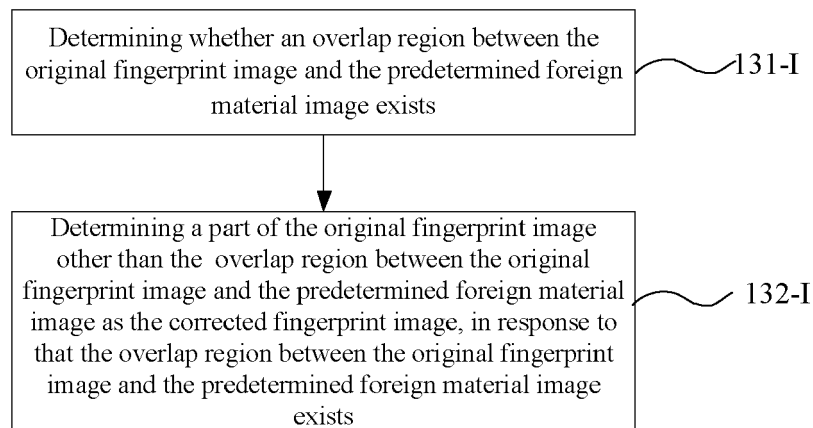 Determining whether an overlap region between the
original fingerprint image and the predetermined foreign
material image exists
131-I
Determining a part of the original fingerprint image
other than the overlap region between the original
fingerprint image and the predetermined foreign material
image as the corrected fingerprint image, in response to
that the overlap region between the original fingerprint
image and the predetermined foreign material image
exists
132-I